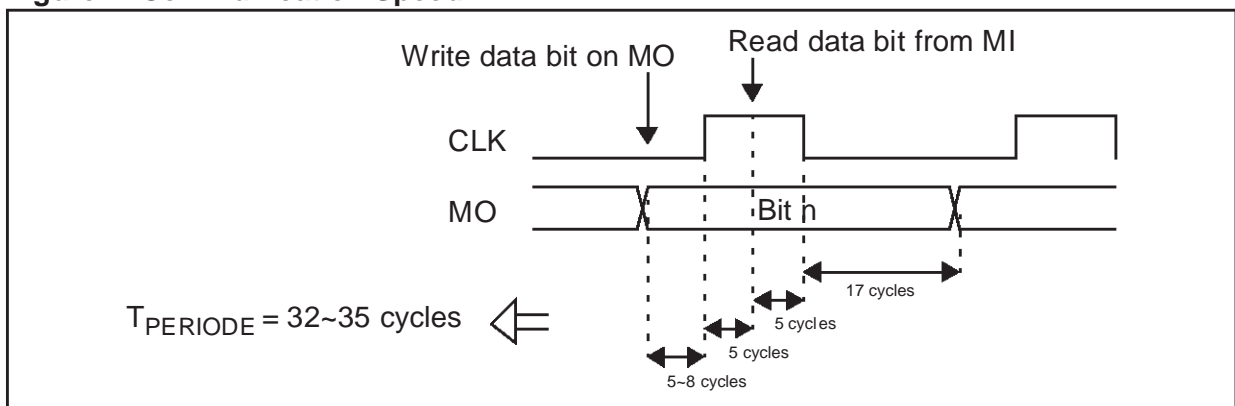 Write data bit on MO
Read data bit from MI
CLK
MO
Bit n
17 cycles
5 cycles
TPERIODE = 32~35 cycles
5 cycles
5~8 cycles